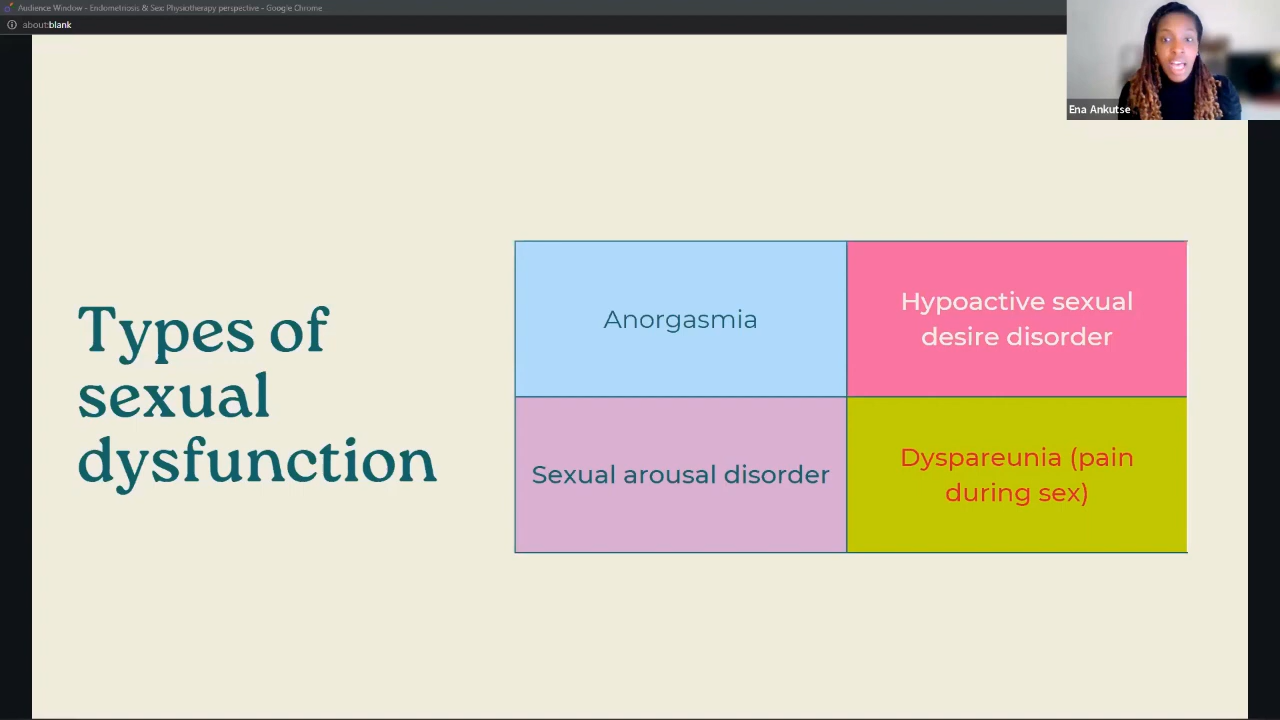 Audience Window - Endometriosis & Sex: Physiotherapy perspective - Google Chrome
about:blank
Ena Ankutse
Types of
sexual
dysfunction
Anorgasmia
Hypoactive sexual
desire disorder
Sexual arousal disorder
Dyspareunia (pain
during sex)